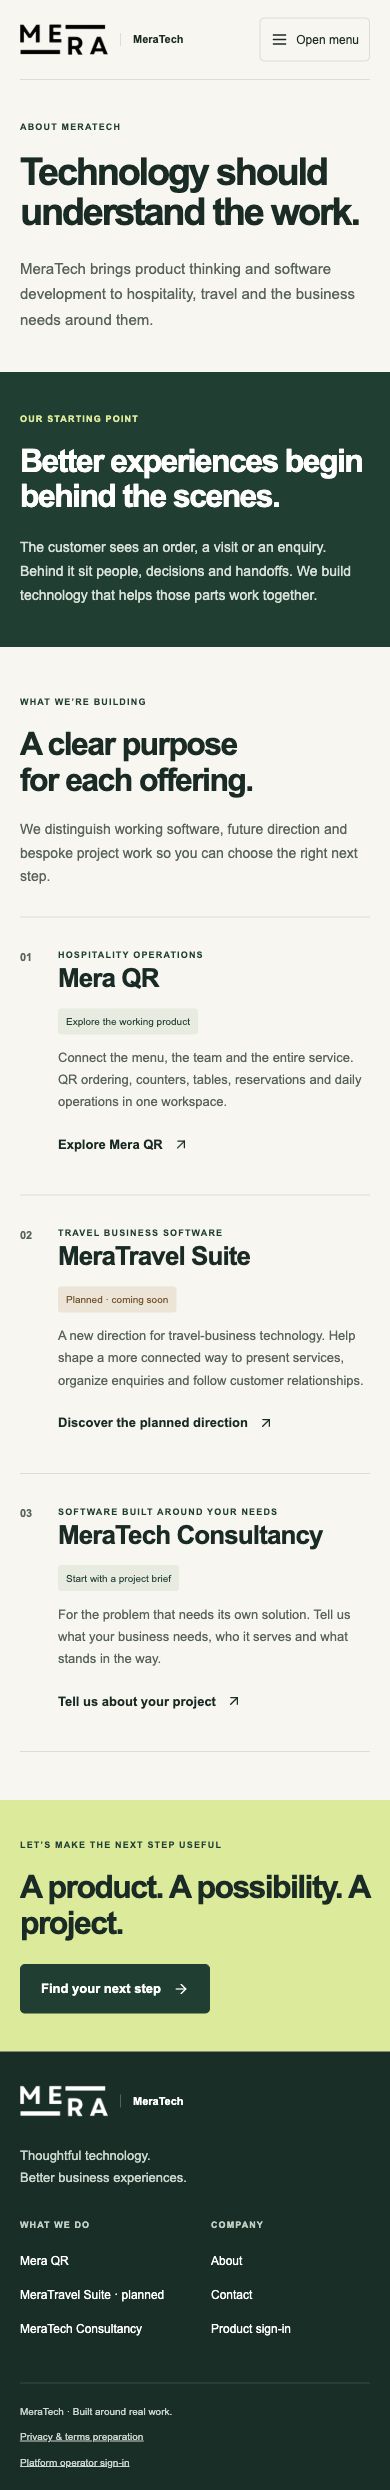 MERA
MeraTech
Open menu
ABOUT MERATECH
Technology should
understand the work.
MeraTech brings product thinking and software
development to hospitality, travel and the business
needs around them.
OUR STARTING POINT
Better experiences begin
behind the scenes.
The customer sees an order, a visit or an enquiry.
Behind it sit people, decisions and handoffs. We build
technology that helps those parts work together.
WHAT WE'RE BUILDING
A clear purpose
for each offering.
We distinguish working software, future direction and
bespoke project work so you can choose the right next
step.
01
HOSPITALITY OPERATIONS
Mera QR
Explore the working product
Connect the menu, the team and the entire service.
QR ordering, counters, tables, reservations and daily
operations in one workspace.
Explore Mera QR
02
TRAVEL BUSINESS SOFTWARE
MeraTravel Suite
Planned · coming soon
A new direction for travel-business technology. Help
shape a more connected way to present services,
organize enquiries and follow customer relationships.
Discover the planned direction
03
SOFTWARE BUILT AROUND YOUR NEEDS
MeraTech Consultancy
Start with a project brief
For the problem that needs its own solution. Tell us
what your business needs, who it serves and what
stands in the way.
Tell us about your project
LET'S MAKE THE NEXT STEP USEFUL
A product. A possibility. A
project.
Find your next step
MERA
MeraTech
Thoughtful technology.
Better business experiences.
WHAT WE DO
Mera QR
MeraTravel Suite · planned
MeraTech Consultancy
COMPANY
About
Contact
Product sign-in
MeraTech · Built around real work.
Privacy & terms preparation
Platform operator sign-in